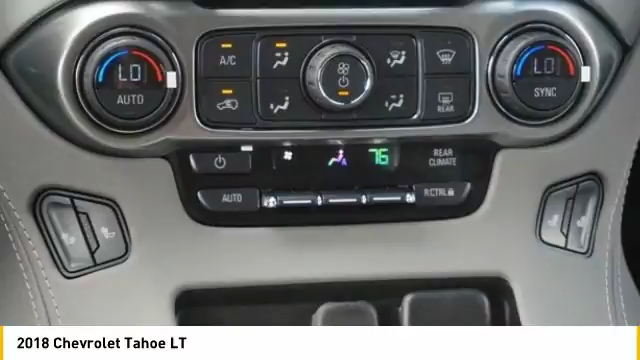 LO
AUTO
A/C
REAR
LO
SYNC
A
76
REAR
CLIMATE
AUTO
R CTRL
2018 Chevrolet Tahoe LT